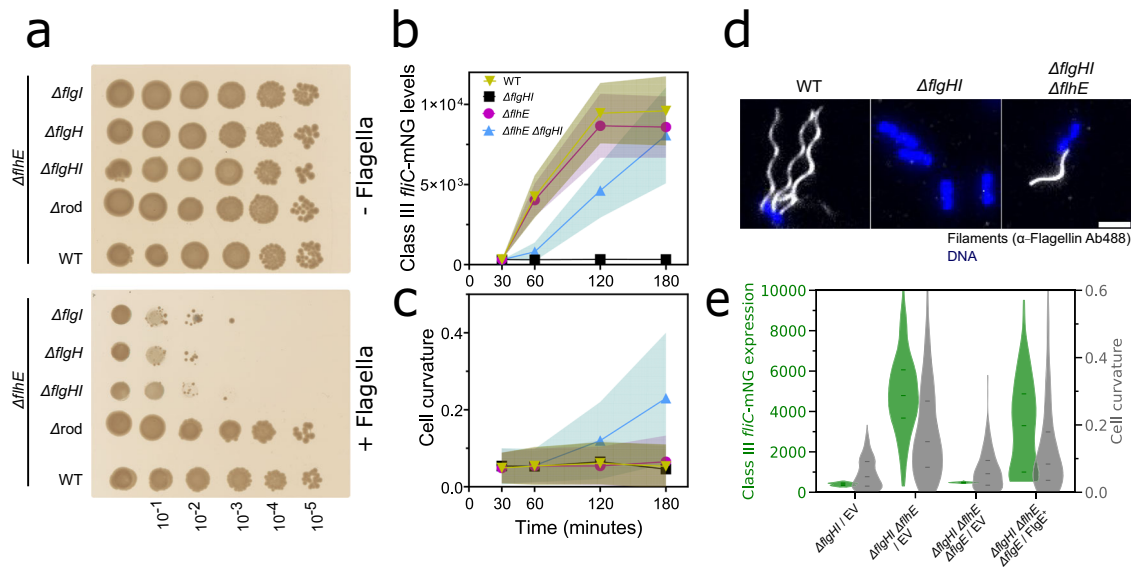 a
ΔflhE
ΔflgI
ΔflgH
ΔflgHI
Δrod
WT
- Flagella
ΔflhE
ΔflgI
ΔflgH
ΔflgHI
Δrod
WT
+ Flagella
10-1
10-2
10-3
10-4
10-5
b
Class III fliC-mNG levels
1×10⁴
5×10³
0
WT
ΔflgHI
ΔflhE
ΔflhE ΔflgHI
0 30 60 120 180
c
Cell curvature
0.4
0.2
0.0
0 30 60 120 180
Time (minutes)
d
WT
ΔflgHI
ΔflgHI
ΔflhE
Filaments (α-Flagellin Ab488)
DNA
e
Class III fliC-mNG expression
10000
8000
6000
4000
2000
0
0.6
0.4
0.2
0.0
Cell curvature
ΔflgHI / EV
ΔflgHI ΔflhE
/ EV
ΔflgHI ΔflhE
ΔflgE / EV
ΔflgHI ΔflhE
ΔflgE / FlgE⁺